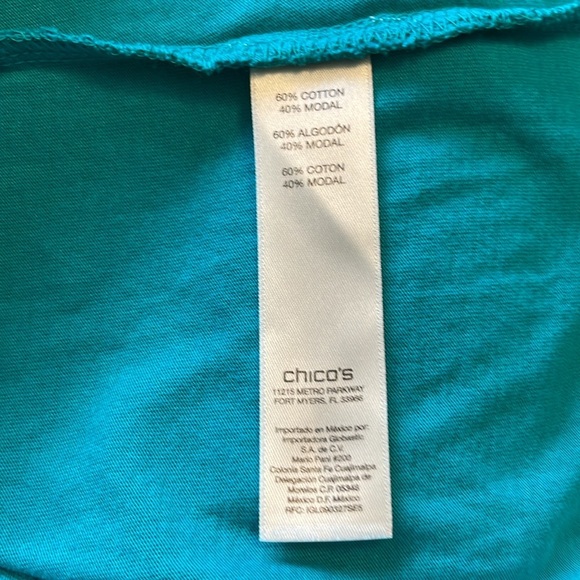 60% COTTON
40% MODAL
60% ALGODÓN
40% MODAL
60% COTON
40% MODAL
chico's
11215 METRO PARKWAY
FORT MYERS, FL 33966
Importado en México por:
Importadora Globastic
S.A. de C.V.
Mario Pani #200
Colonia Santa Fe Cuajimalpa
Delegación Cuajimalpa de
Morelos C.P. 05348
México D.F. México
RFC: IGL090327SE5